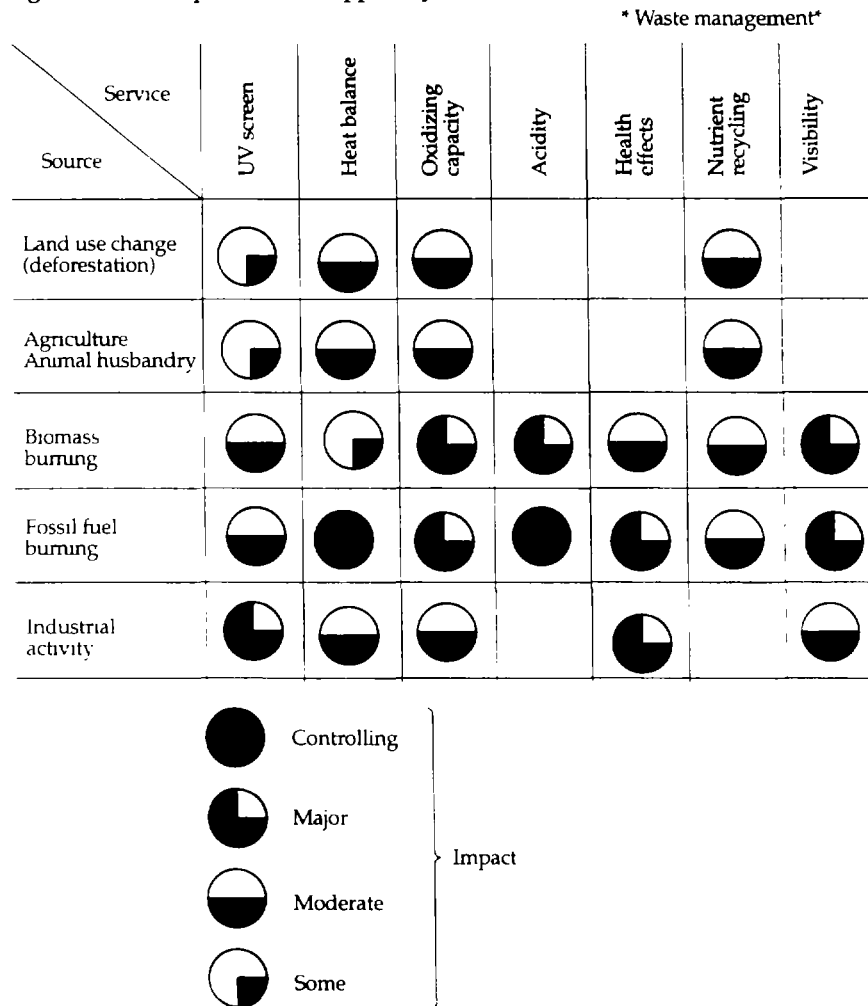 * Waste management*
Service
Source
UV screen
Heat balance
Oxidizing
capacity
Acidity
Health
effects
Nutrient
recycling
Visibility
Land use change
(deforestation)
Agriculture
Animal husbandry
Biomass
burning
Fossil fuel
burning
Industrial
activity
Controlling
Major
Moderate
Some
Impact